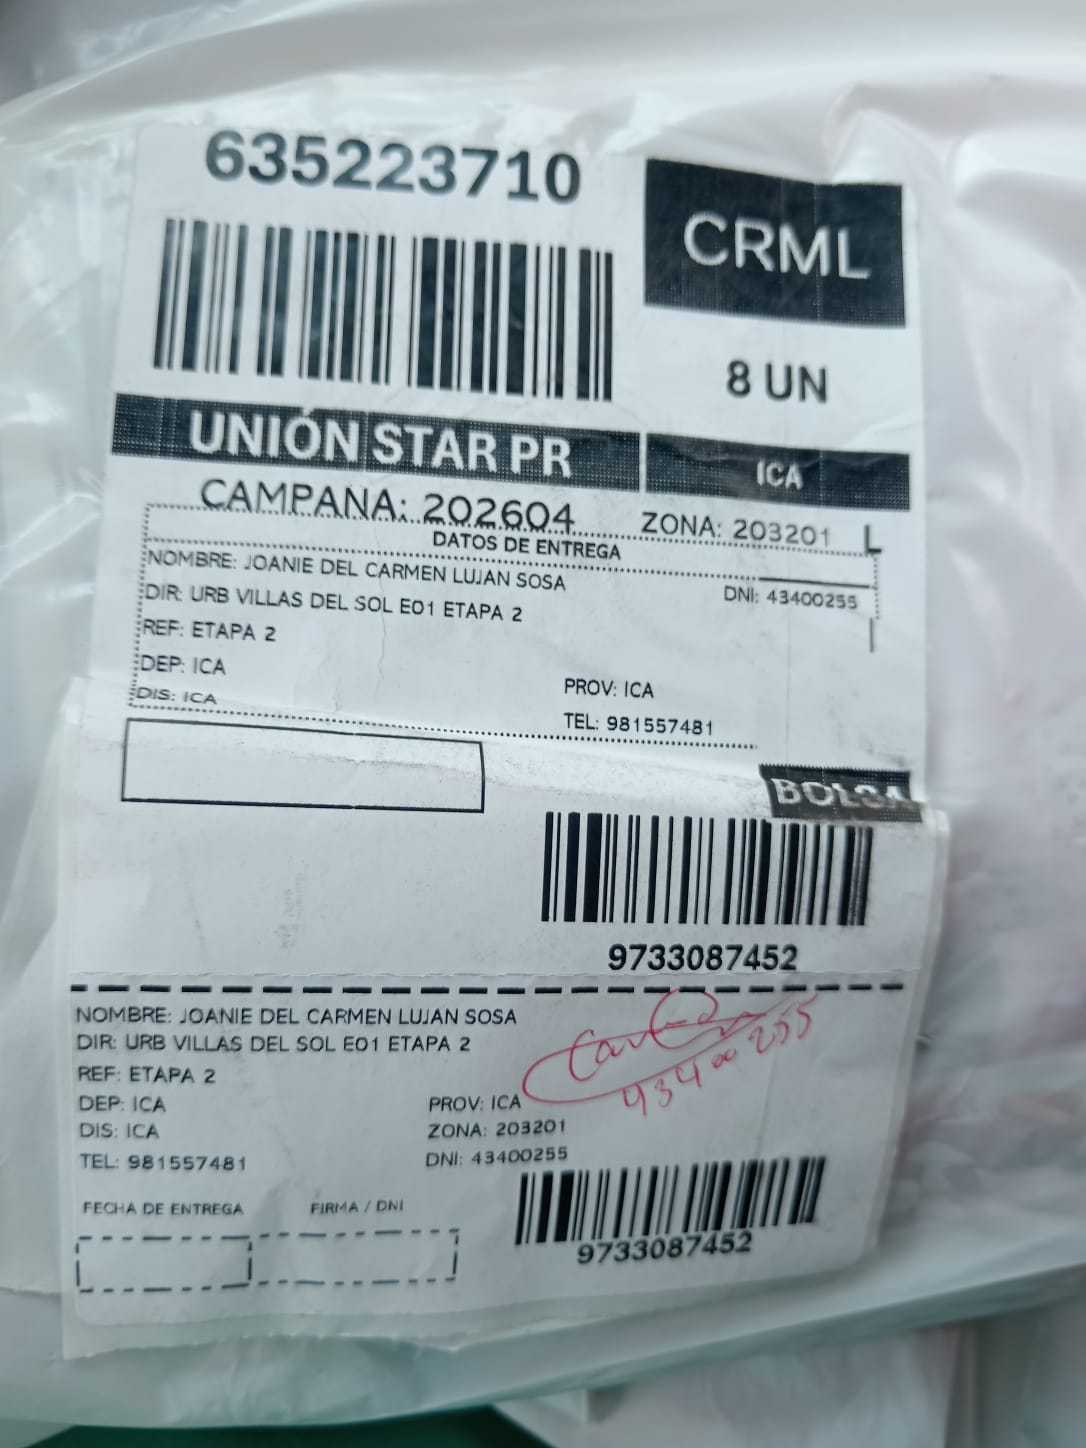 635223710
CRML
8 UN
UNIÓN STAR PR
ICA
CAMPANA: 202604
ZONA: 203201 L
DATOS DE ENTREGA
NOMBRE: JOANIE DEL CARMEN LUJAN SOSA
DNI: 43400255
DIR: URB VILLAS DEL SOL E01 ETAPA 2
REF: ETAPA 2
DEP: ICA
PROV: ICA
DIS: ICA
TEL: 981557481
BOLSA
9733087452
NOMBRE: JOANIE DEL CARMEN LUJAN SOSA
DIR: URB VILLAS DEL SOL E01 ETAPA 2
REF: ETAPA 2
DEP: ICA
PROV: ICA
DIS: ICA
ZONA: 203201
TEL: 981557481
DNI: 43400255
43400255
FECHA DE ENTREGA
FIRMA / DNI
9733087452